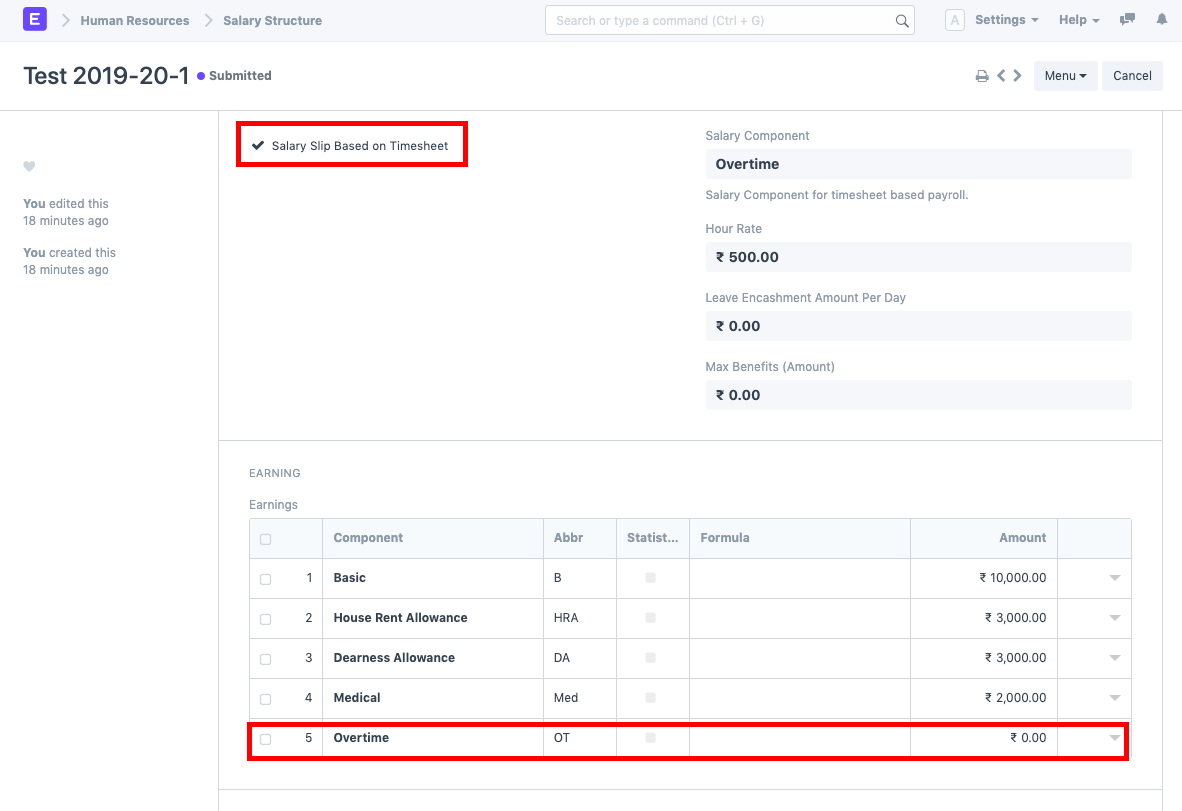 E Human Resources Salary Structure Search or type a command (Ctrl + G) A Settings Help
Test 2019-20-1 Submitted Menu Cancel
You edited this
18 minutes ago
You created this
18 minutes ago
Salary Slip Based on Timesheet
Salary Component
Overtime
Salary Component for timesheet based payroll.
Hour Rate
₹ 500.00
Leave Encashment Amount Per Day
₹ 0.00
Max Benefits (Amount)
₹ 0.00
EARNING
Earnings
Component Abbr Statist... Formula Amount
1 Basic B ₹ 10,000.00
2 House Rent Allowance HRA ₹ 3,000.00
3 Dearness Allowance DA ₹ 3,000.00
4 Medical Med ₹ 2,000.00
5 Overtime OT ₹ 0.00